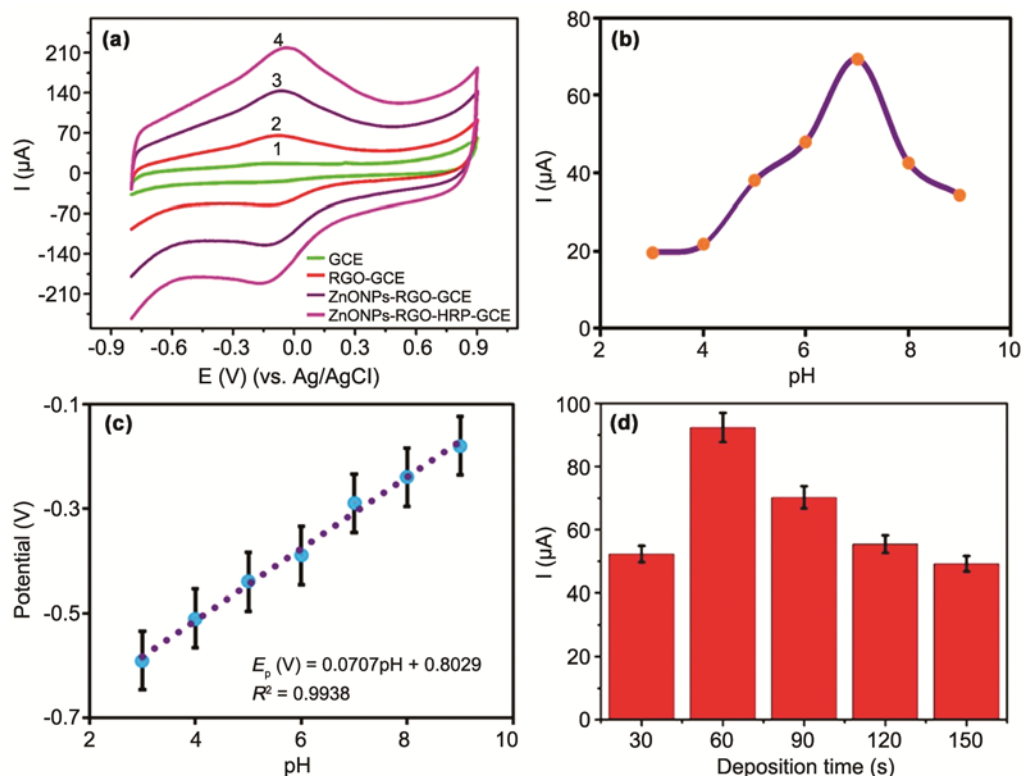 (a)
I (µA)
210
140
70
0
-70
-140
-210
4
3
2
1
GCE
RGO-GCE
ZnONPs-RGO-GCE
ZnONPs-RGO-HRP-GCE
-0.9 -0.6 -0.3 0.0 0.3 0.6 0.9
E (V) (vs. Ag/AgCl)
(b)
I (µA)
80
60
40
20
0
2 4 6 8 10
pH
(c)
Potential (V)
-0.1
-0.3
-0.5
-0.7
Ep (V) = 0.0707pH + 0.8029
R² = 0.9938
2 4 6 8 10
pH
(d)
I (µA)
100
80
60
40
20
0
30 60 90 120 150
Deposition time (s)